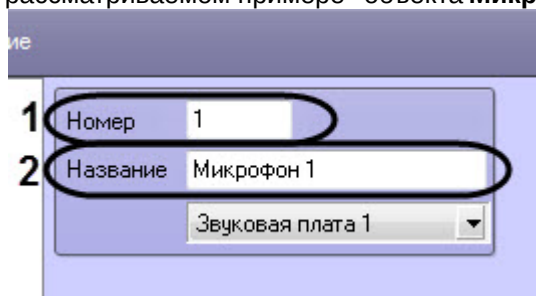 рассматриваемом примере объекта Микр
ие
1 Номер 1
2 Название Микрофон 1
Звуковая плата 1